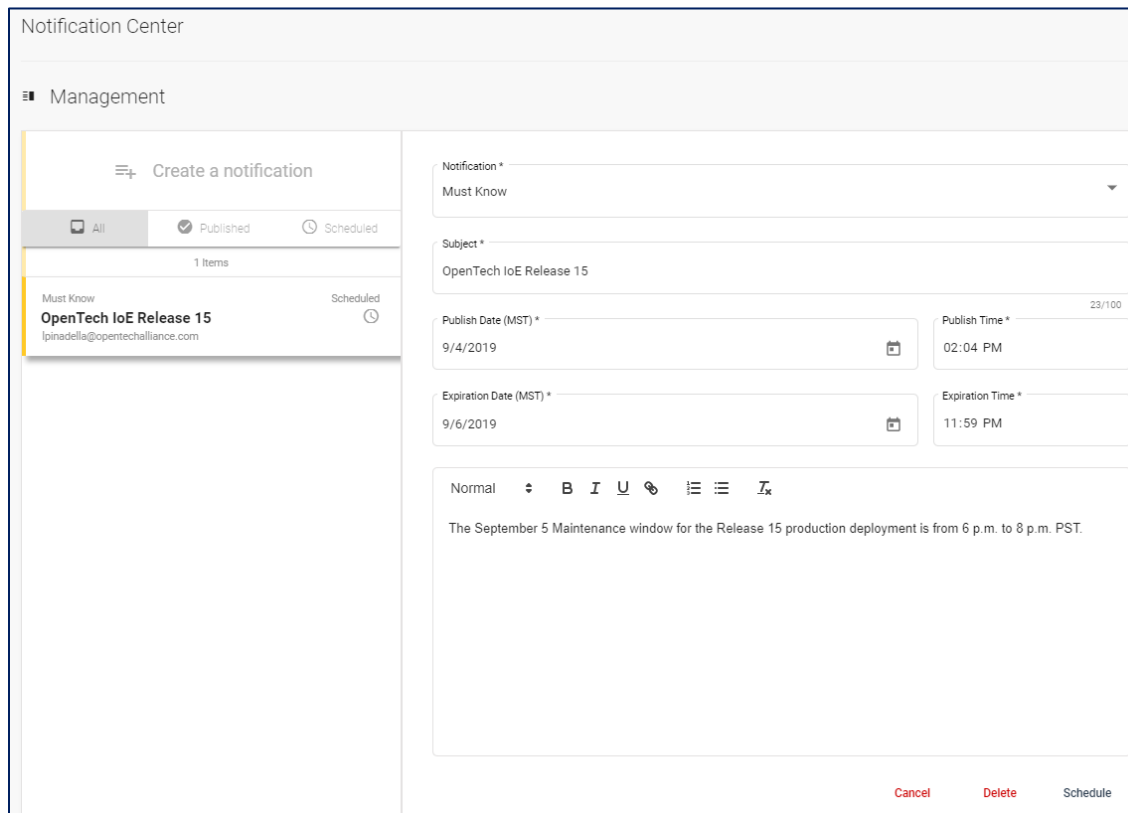 Notification Center
Management
Create a notification
All Published Scheduled
1 Items
Must Know Scheduled
OpenTech IoE Release 15
lpinadella@opentechalliance.com
Notification *
Must Know
Subject *
OpenTech IoE Release 15
23/100
Publish Date (MST) * Publish Time *
9/4/2019 02:04 PM
Expiration Date (MST) * Expiration Time *
9/6/2019 11:59 PM
Normal B I U Tx
The September 5 Maintenance window for the Release 15 production deployment is from 6 p.m. to 8 p.m. PST.
Cancel Delete Schedule